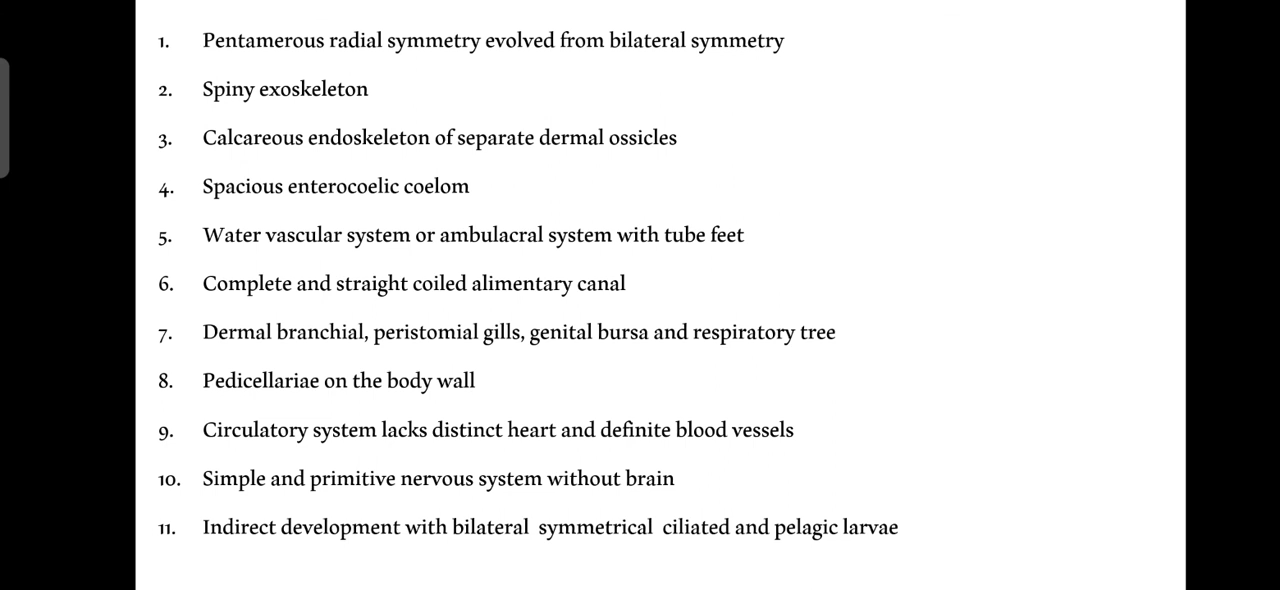 1. Pentamerous radial symmetry evolved from bilateral symmetry
2. Spiny exoskeleton
3. Calcareous endoskeleton of separate dermal ossicles
4. Spacious enterocoelic coelom
5. Water vascular system or ambulacral system with tube feet
6. Complete and straight coiled alimentary canal
7. Dermal branchial, peristomial gills, genital bursa and respiratory tree
8. Pedicellariae on the body wall
9. Circulatory system lacks distinct heart and definite blood vessels
10. Simple and primitive nervous system without brain
11. Indirect development with bilateral symmetrical ciliated and pelagic larvae